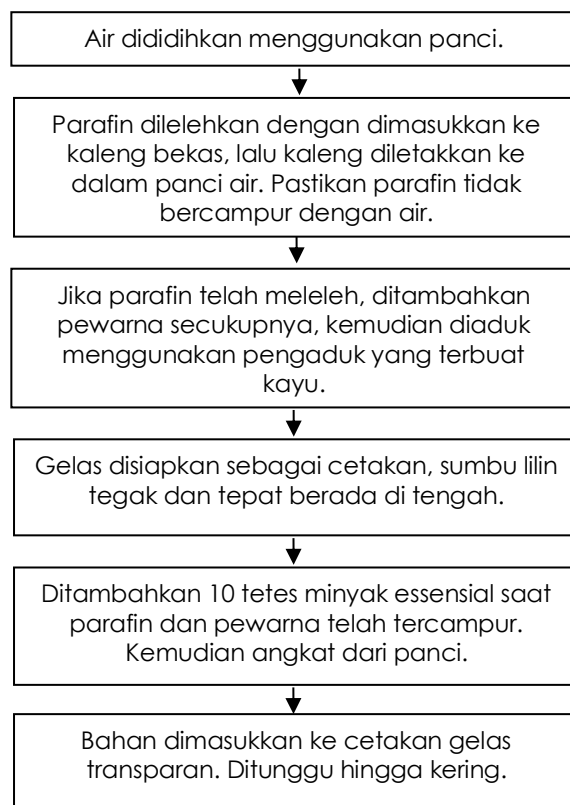 Air dididihkan menggunakan panci.
Parafin dilelehkan dengan dimasukkan ke
kaleng bekas, lalu kaleng diletakkan ke
dalam panci air. Pastikan parafin tidak
bercampur dengan air.
Jika parafin telah meleleh, ditambahkan
pewarna secukupnya, kemudian diaduk
menggunakan pengaduk yang terbuat
kayu.
Gelas disiapkan sebagai cetakan, sumbu lilin
tegak dan tepat berada di tengah.
Ditambahkan 10 tetes minyak essensial saat
parafin dan pewarna telah tercampur.
Kemudian angkat dari panci.
Bahan dimasukkan ke cetakan gelas
transparan. Ditunggu hingga kering.